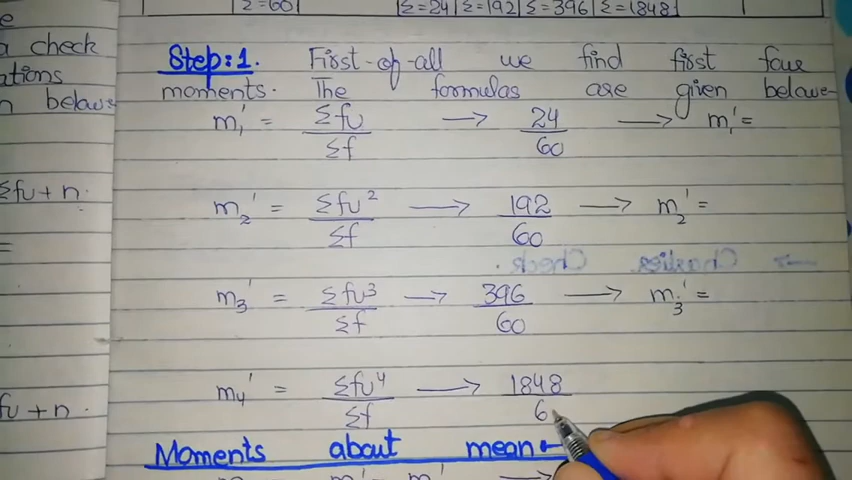 Σ=60 Σ=24 Σ=192 Σ=396 Σ=1848
e
a check
ations
n belawe
Σfu+n.
=
fu+n.
Step:1. First-of-all we find first four
moments. The formulas are given belawe-
m₁' = Σfu/Σf → 24/60 → m₁'=
m₂' = Σfu²/Σf → 192/60 → m₂' =
m₃' = Σfu³/Σf → 396/60 → m₃' =
m₄' = Σfu⁴/Σf → 1848/6
Moments about mean